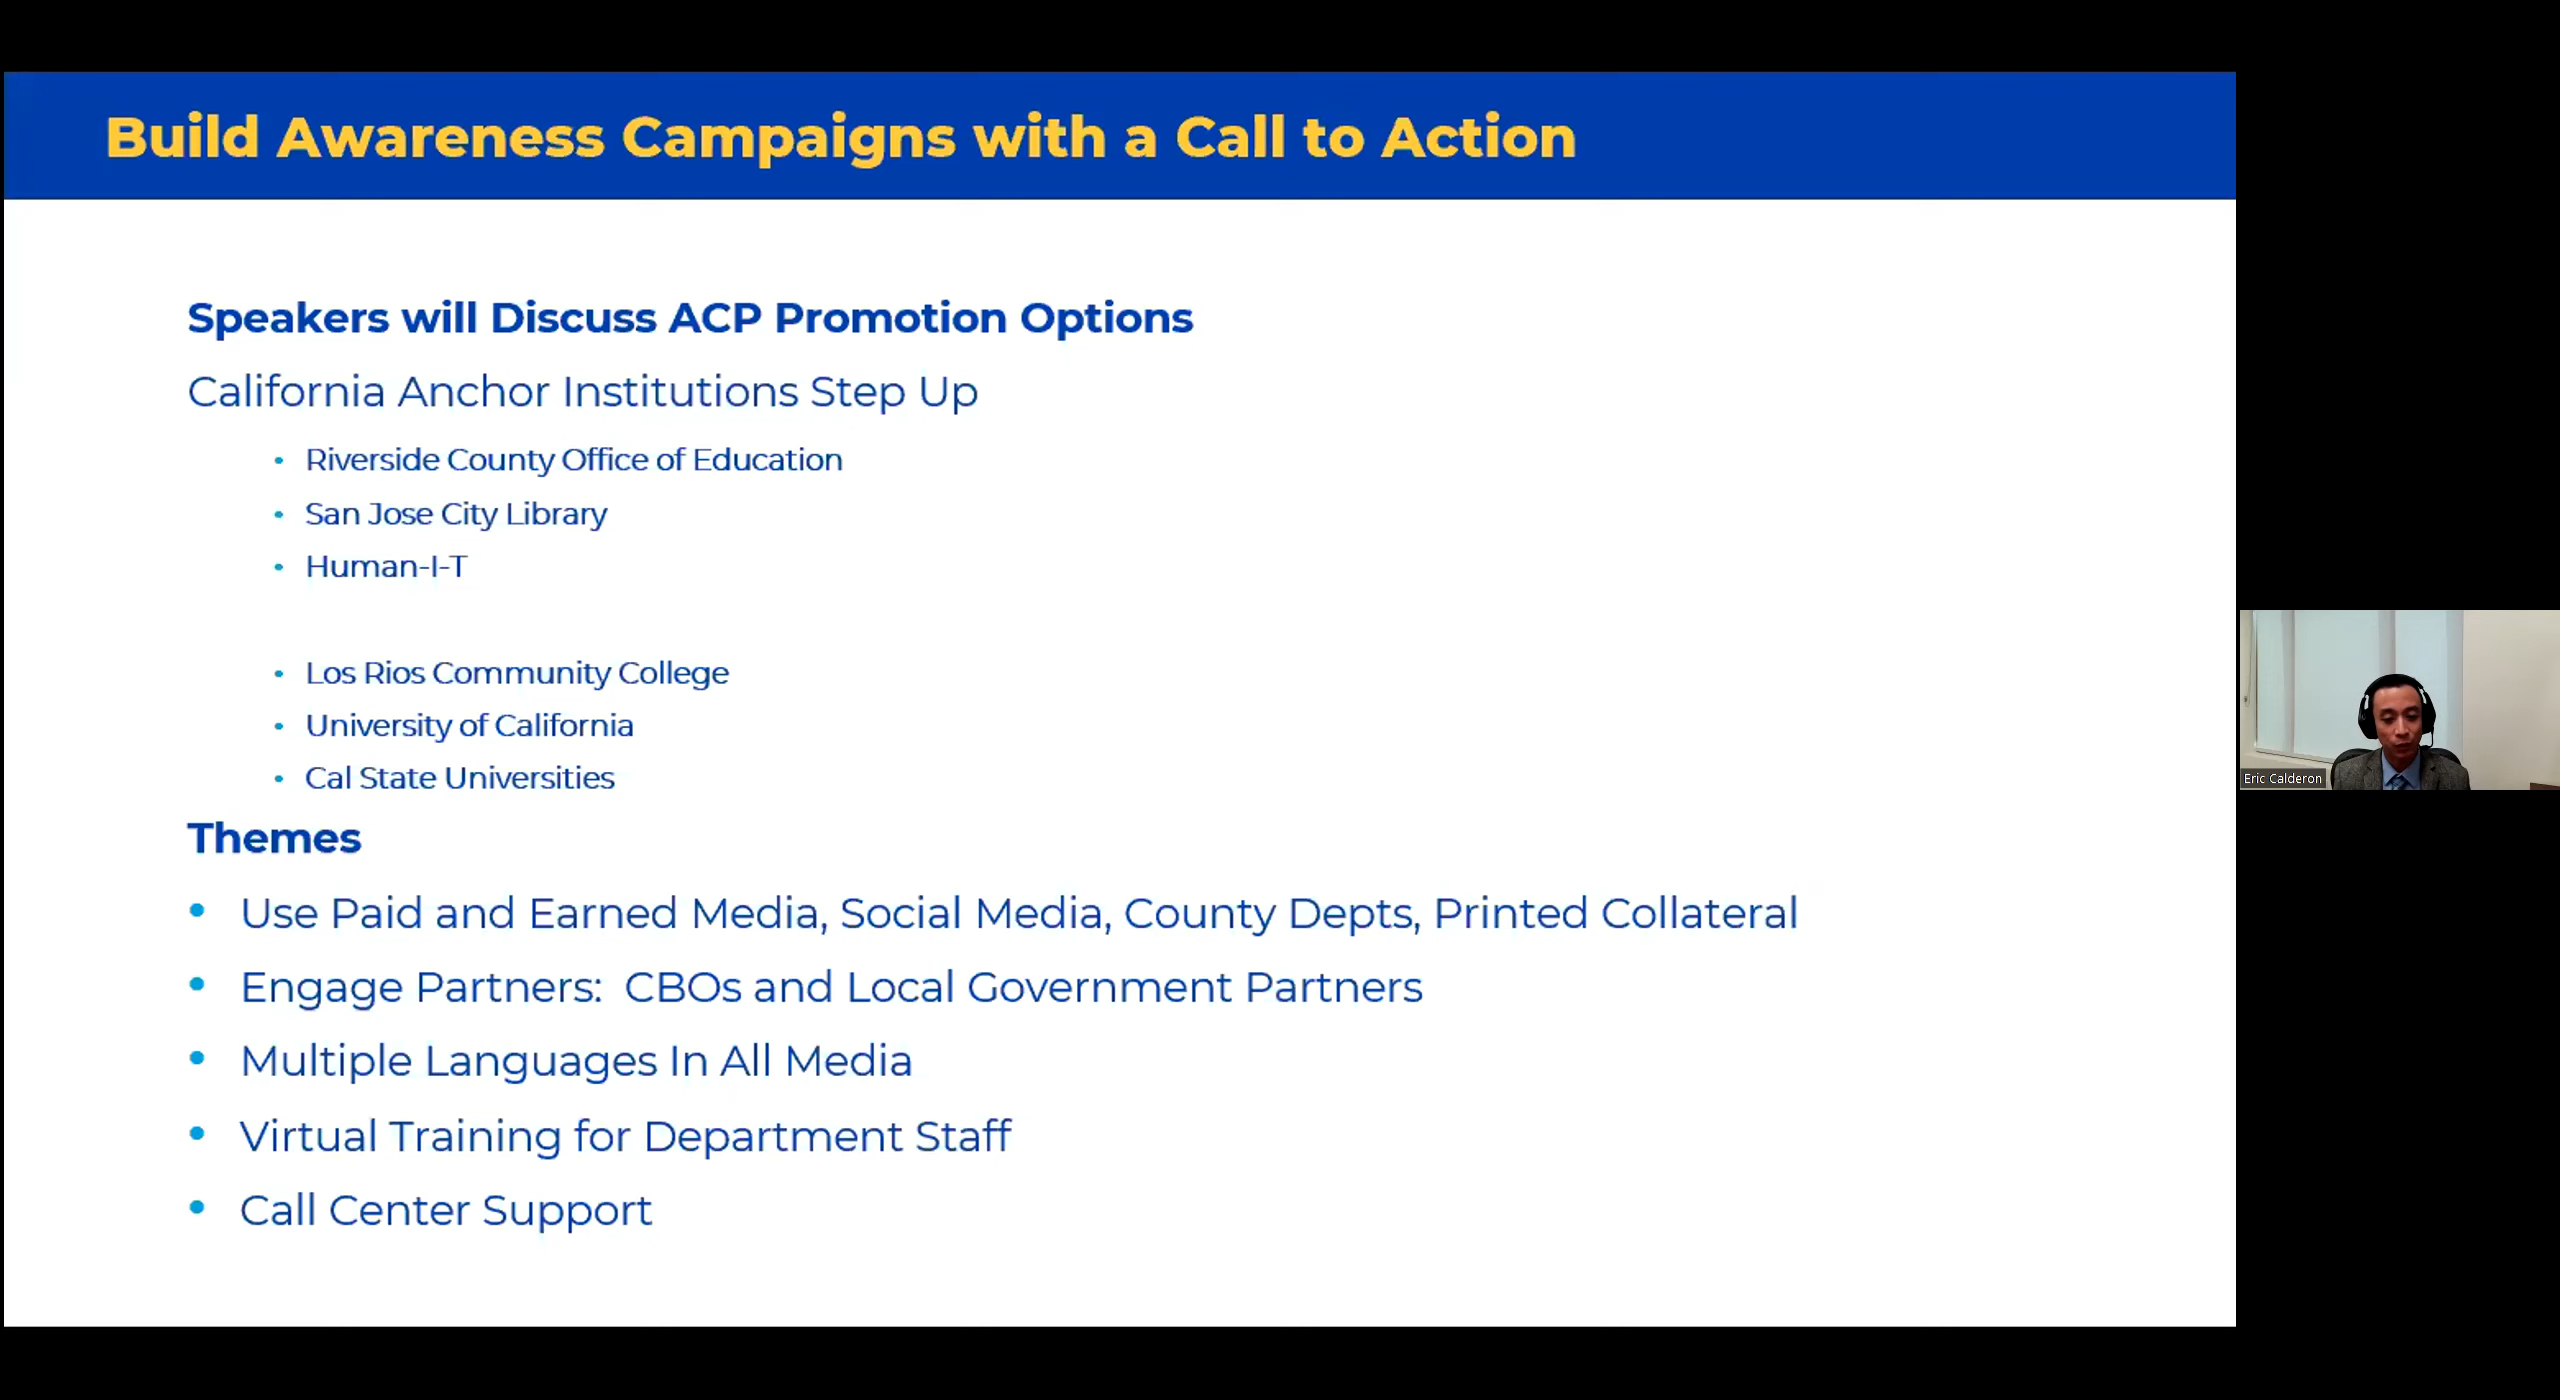 Build Awareness Campaigns with a Call to Action
Speakers will Discuss ACP Promotion Options
California Anchor Institutions Step Up
• Riverside County Office of Education
• San Jose City Library
• Human-I-T
• Los Rios Community College
• University of California
• Cal State Universities
Themes
• Use Paid and Earned Media, Social Media, County Depts, Printed Collateral
• Engage Partners:  CBOs and Local Government Partners
• Multiple Languages In All Media
• Virtual Training for Department Staff
• Call Center Support
Eric Calderon